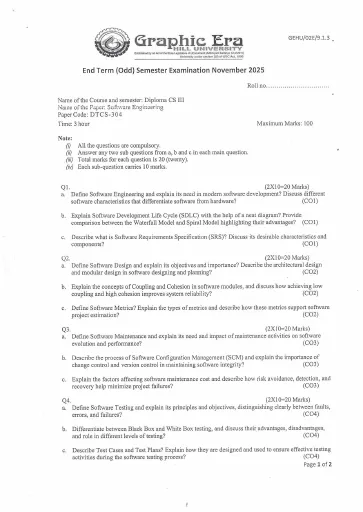 GEHU/02E/9.1.3
Graphic Era
HILL UNIVERSITY
End Term (Odd) Semester Examination November 2025
Roll no..............................
Name of the Course and semester: Diploma CS III
Name of the Paper: Software Engineering
Paper Code: DTCS-304
Time: 3 hour Maximum Marks: 100
Note:
(i) All the questions are compulsory.
(ii) Answer any two sub questions from a, b and c in each main question.
(iii) Total marks for each question is 20 (twenty).
(iv) Each sub-question carries 10 marks.
Q1. (2X10=20 Marks)
a. Define Software Engineering and explain its need in modern software development? Discuss different
software characteristics that differentiate software from hardware? (CO1)
b. Explain Software Development Life Cycle (SDLC) with the help of a neat diagram? Provide
comparison between the Waterfall Model and Spiral Model highlighting their advantages? (CO1)
c. Describe what is Software Requirements Specification (SRS)? Discuss its desirable characteristics and
components? (CO1)
Q2. (2X10=20 Marks)
a. Define Software Design and explain its objectives and importance? Describe the architectural design
and modular design in software designing and planning? (CO2)
b. Explain the concepts of Coupling and Cohesion in software modules, and discuss how achieving low
coupling and high cohesion improves system reliability? (CO2)
c. Define Software Metrics? Explain the types of metrics and describe how these metrics support software
project estimation? (CO2)
Q3. (2X10=20 Marks)
a. Define Software Maintenance and explain its need and impact of maintenance activities on software
evolution and performance? (CO3)
b. Describe the process of Software Configuration Management (SCM) and explain the importance of
change control and version control in maintaining software integrity? (CO3)
c. Explain the factors affecting software maintenance cost and describe how risk avoidance, detection, and
recovery help minimize project failures? (CO3)
Q4. (2X10=20 Marks)
a. Define Software Testing and explain its principles and objectives, distinguishing clearly between faults,
errors, and failures? (CO4)
b. Differentiate between Black Box and White Box testing, and discuss their advantages, disadvantages,
and role in different levels of testing? (CO4)
c. Describe Test Cases and Test Plans? Explain how they are designed and used to ensure effective testing
activities during the software testing process? (CO4)
Page 1 of 2